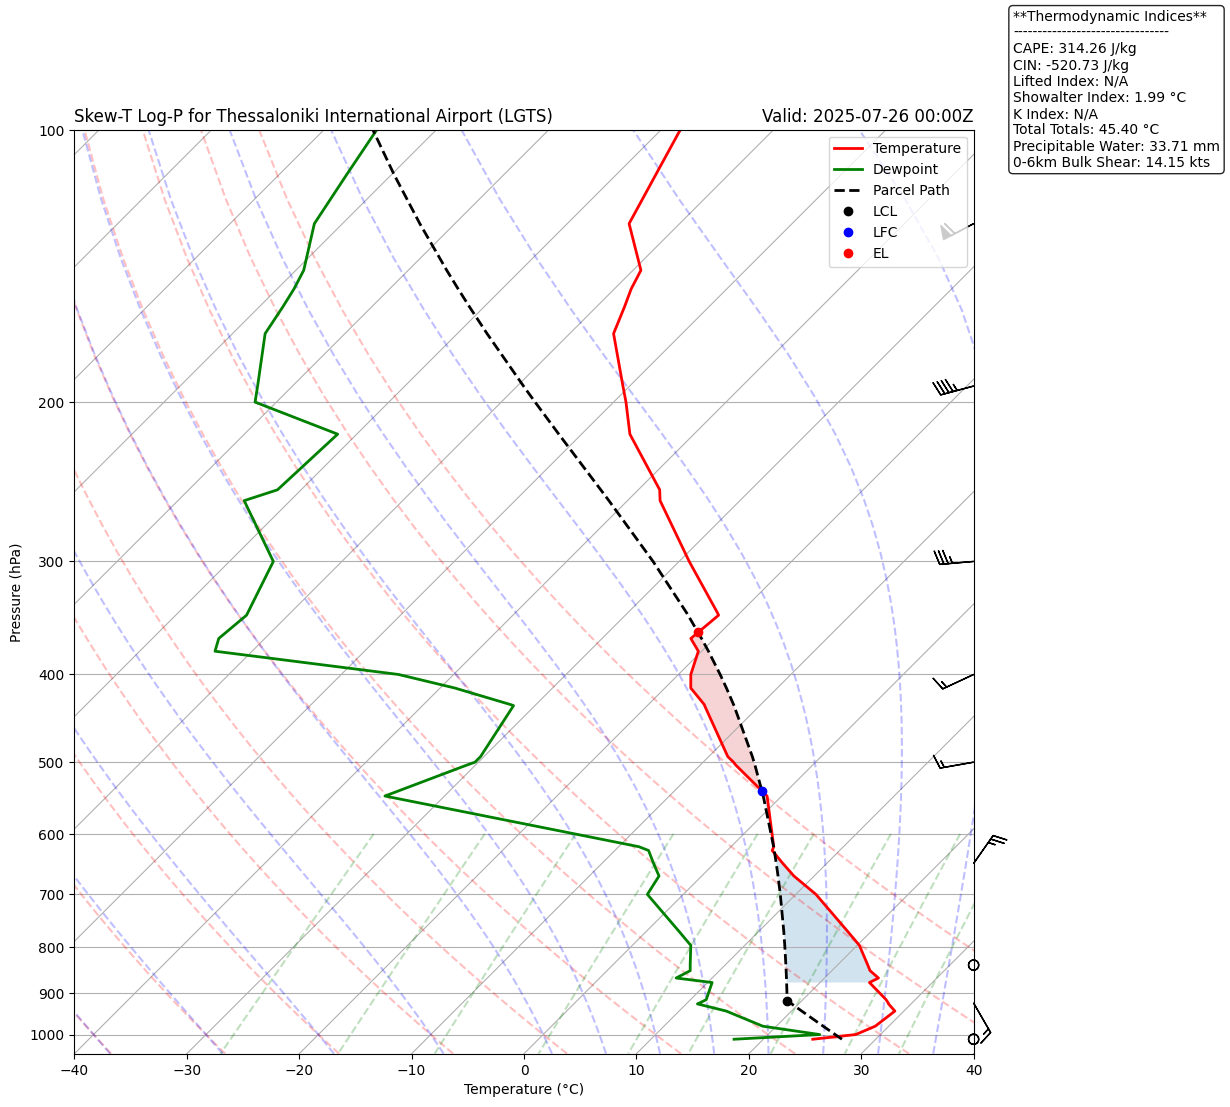 **Thermodynamic Indices**
--------------------------------
CAPE: 314.26 J/kg
CIN: -520.73 J/kg
Lifted Index: N/A
Showalter Index: 1.99 °C
K Index: N/A
Total Totals: 45.40 °C
Precipitable Water: 33.71 mm
0-6km Bulk Shear: 14.15 kts
Skew-T Log-P for Thessaloniki International Airport (LGTS)
Valid: 2025-07-26 00:00Z
Temperature
Dewpoint
Parcel Path
LCL
LFC
EL
100
200
300
400
500
600
700
800
900
1000
Pressure (hPa)
−40
−30
−20
−10
0
10
20
30
40
Temperature (°C)